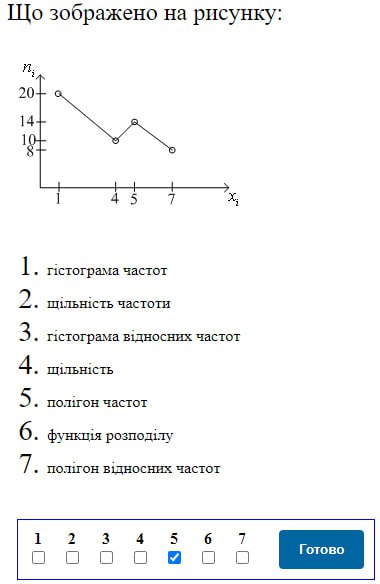 Що зображено на рисунку:
nᵢ
20
14
10
8
1 4 5 7 xᵢ
1. гістограма частот
2. щільність частоти
3. гістограма відносних частот
4. щільність
5. полігон частот
6. функція розподілу
7. полігон відносних частот
1 2 3 4 5 6 7
Готово